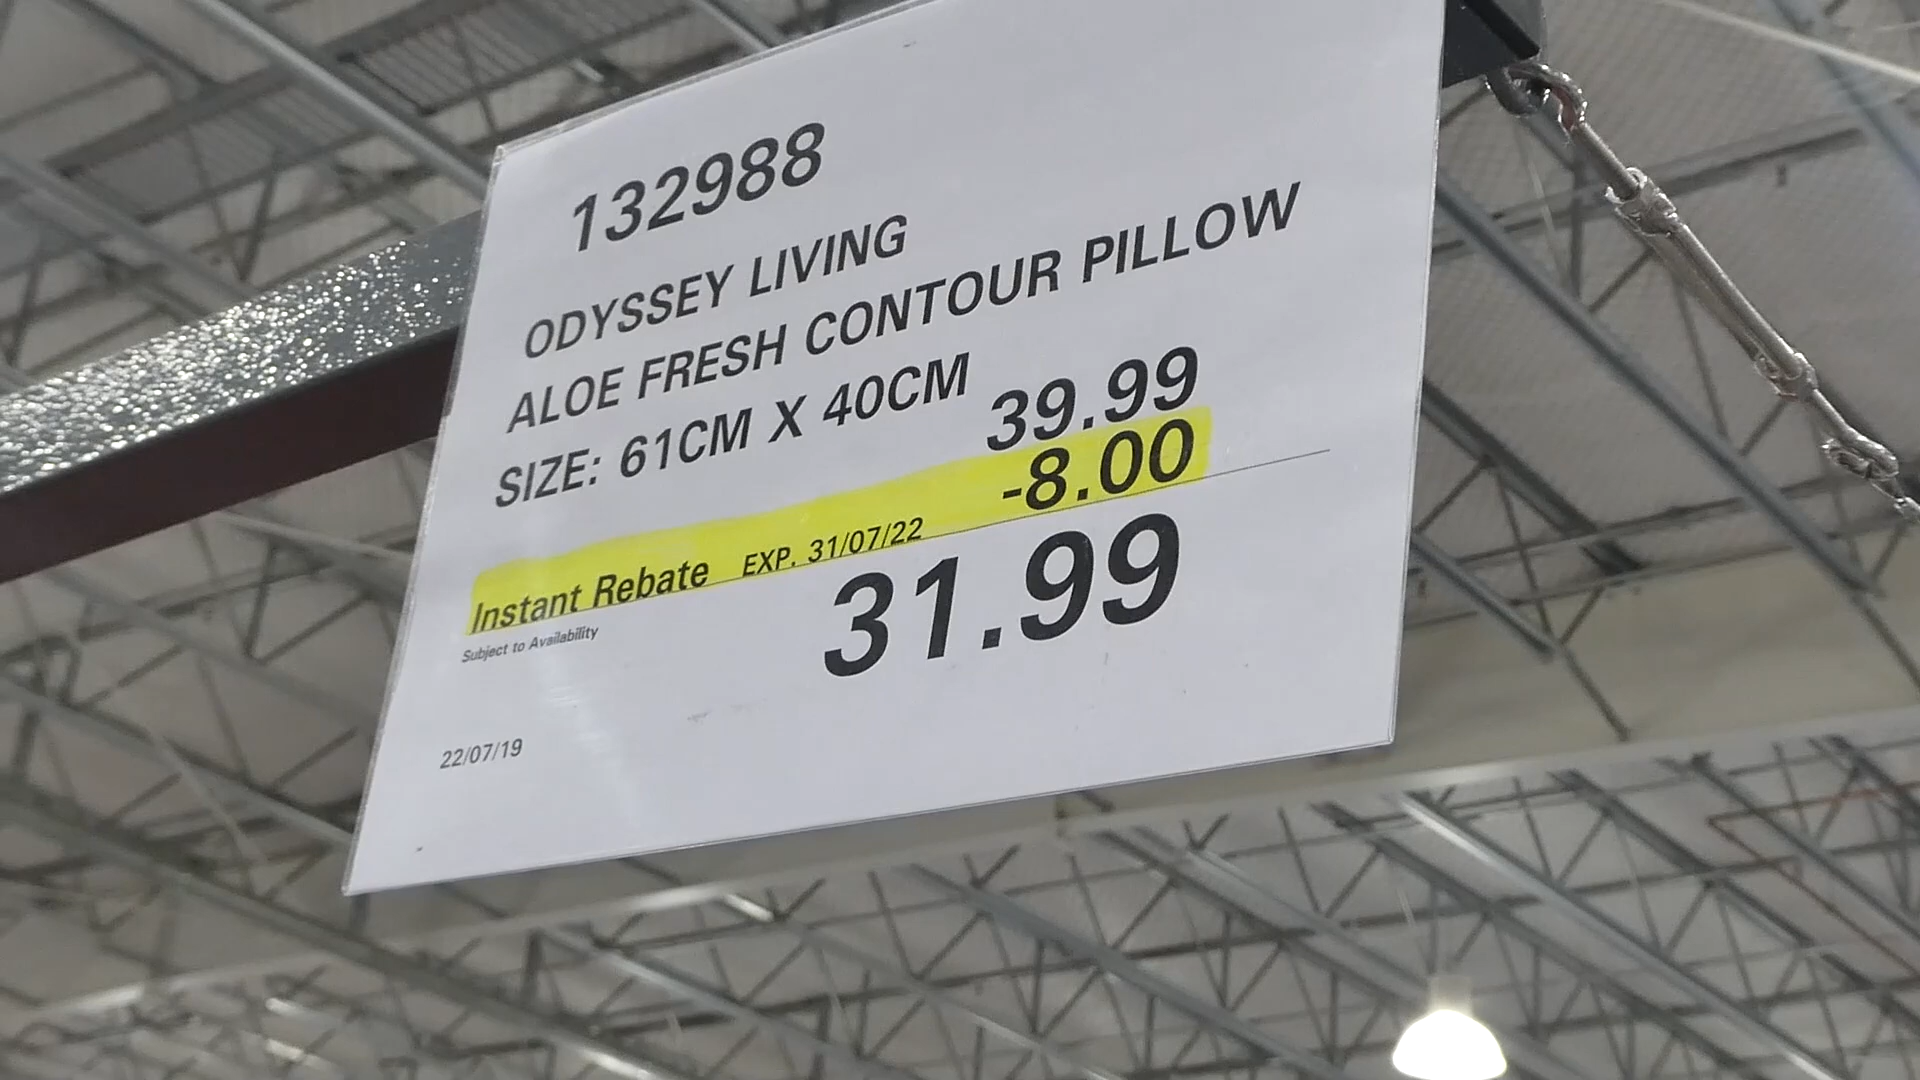 132988
ODYSSEY LIVING
ALOE FRESH CONTOUR PILLOW
SIZE: 61CM X 40CM
39.99
-8.00
Instant Rebate EXP. 31/07/22
Subject to Availability
31.99
22/07/19